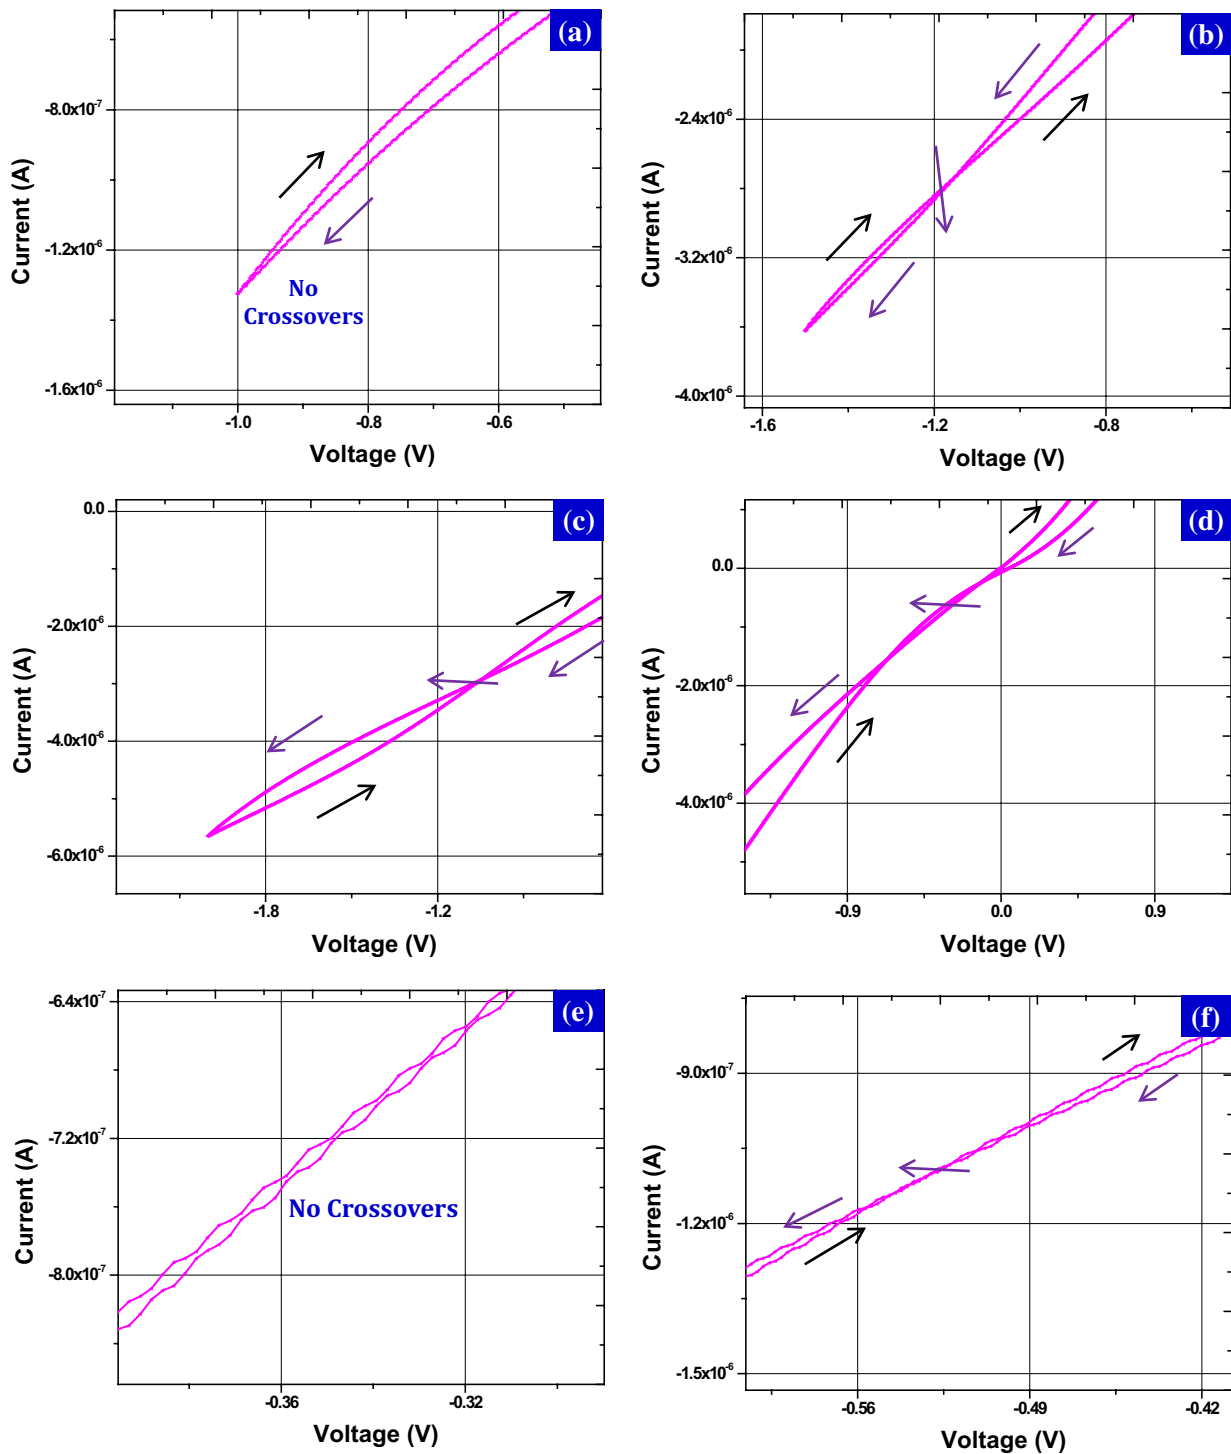 (a)
Current (A)
-8.0x10⁻⁷
-1.2x10⁻⁶
-1.6x10⁻⁶
No
Crossovers
-1.0
-0.8
-0.6
Voltage (V)
(b)
Current (A)
-2.4x10⁻⁶
-3.2x10⁻⁶
-4.0x10⁻⁶
-1.6
-1.2
-0.8
Voltage (V)
(c)
Current (A)
0.0
-2.0x10⁻⁶
-4.0x10⁻⁶
-6.0x10⁻⁶
-1.8
-1.2
Voltage (V)
(d)
Current (A)
0.0
-2.0x10⁻⁶
-4.0x10⁻⁶
-0.9
0.0
0.9
Voltage (V)
(e)
Current (A)
-6.4x10⁻⁷
-7.2x10⁻⁷
-8.0x10⁻⁷
No Crossovers
-0.36
-0.32
Voltage (V)
(f)
Current (A)
-9.0x10⁻⁷
-1.2x10⁻⁶
-1.5x10⁻⁶
-0.56
-0.49
-0.42
Voltage (V)